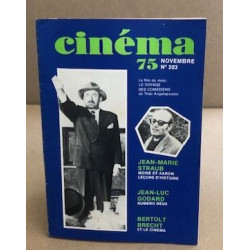 cinéma
75 NOVEMBRE
N° 203
Le film du mois :
LE VOYAGE
DES COMEDIENS
de Théo Angelopoulos
JEAN-MARIE
STRAUB
MOISE ET AARON
LEÇONS D'HISTOIRE
JEAN-LUC
GODARD
NUMÉRO DEUX
BERTOLT
BRECHT
ET LE CINEMA